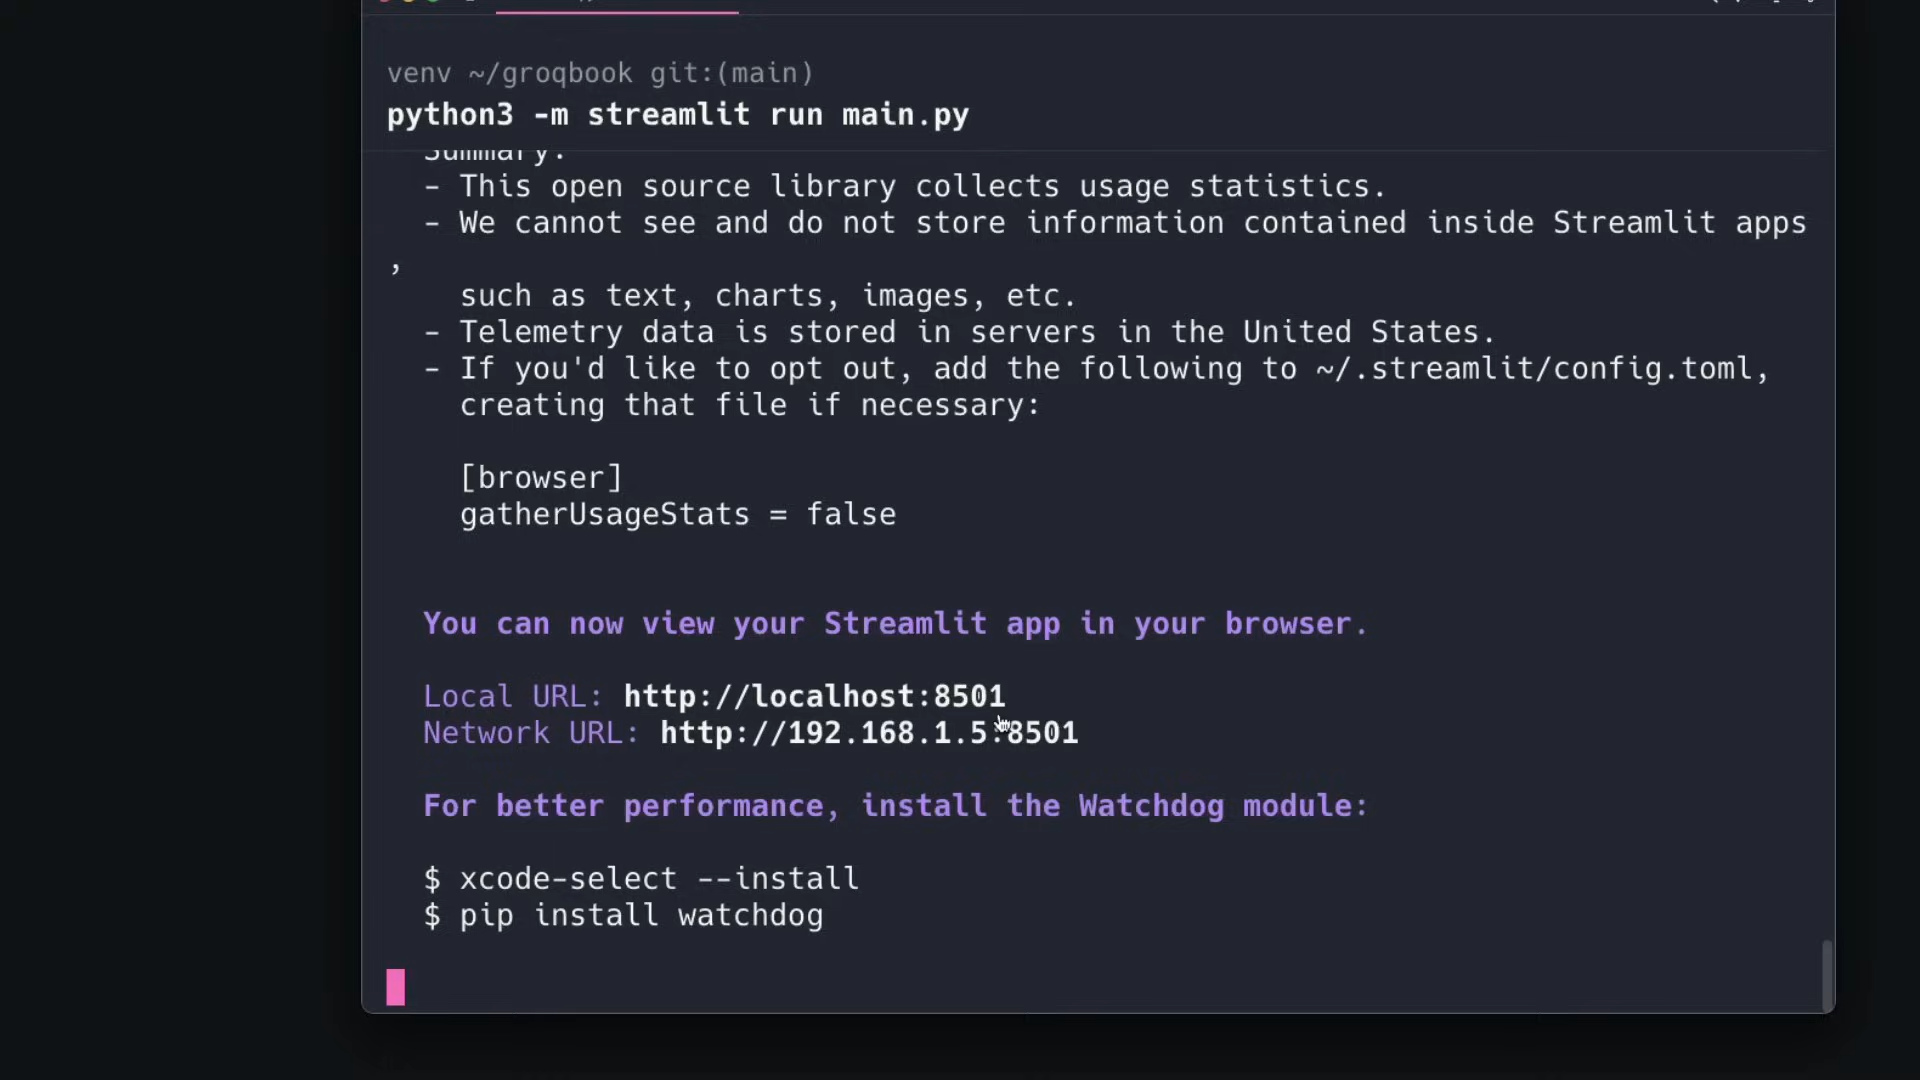 venv ~/groqbook git:(main)
python3 -m streamlit run main.py
Summary:
- This open source library collects usage statistics.
- We cannot see and do not store information contained inside Streamlit apps
,
such as text, charts, images, etc.
- Telemetry data is stored in servers in the United States.
- If you'd like to opt out, add the following to ~/.streamlit/config.toml,
creating that file if necessary:
[browser]
gatherUsageStats = false
You can now view your Streamlit app in your browser.
Local URL: http://localhost:8501
Network URL: http://192.168.1.5:8501
For better performance, install the Watchdog module:
$ xcode-select --install
$ pip install watchdog